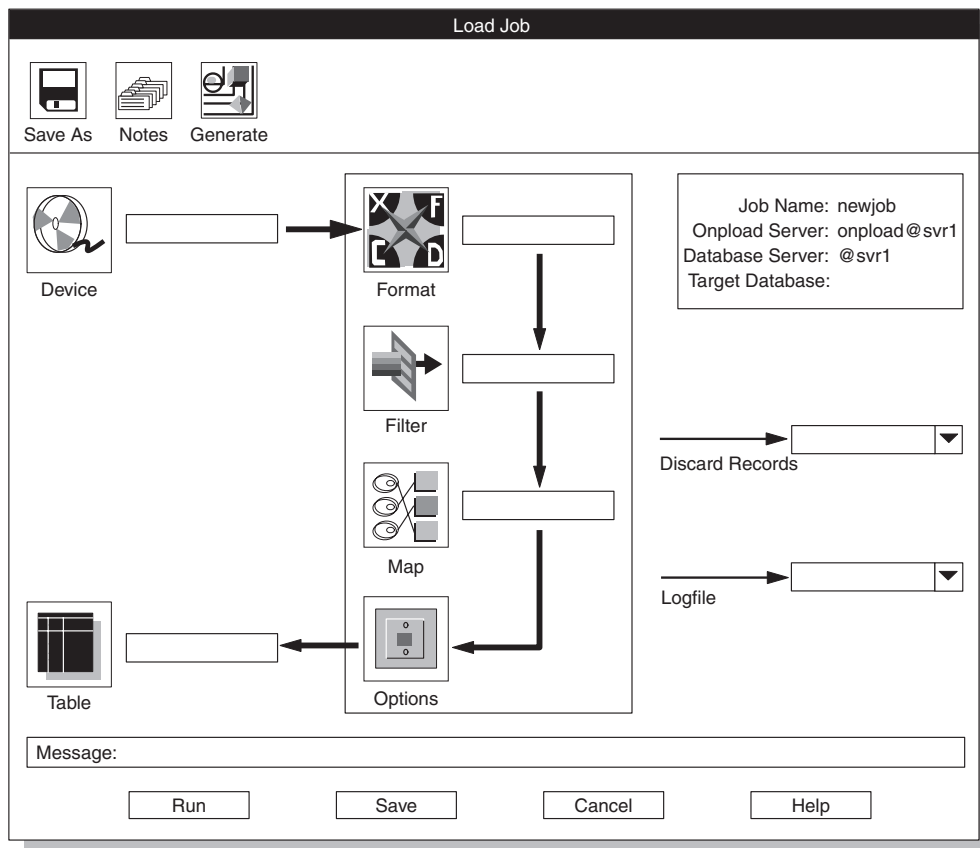 Load Job
Save As
Notes
Generate
Device
X F
C D
Format
Job Name: newjob
Onpload Server: onpload@svr1
Database Server: @svr1
Target Database:
Filter
Discard Records
Map
Logfile
Table
Options
Message:
Run
Save
Cancel
Help